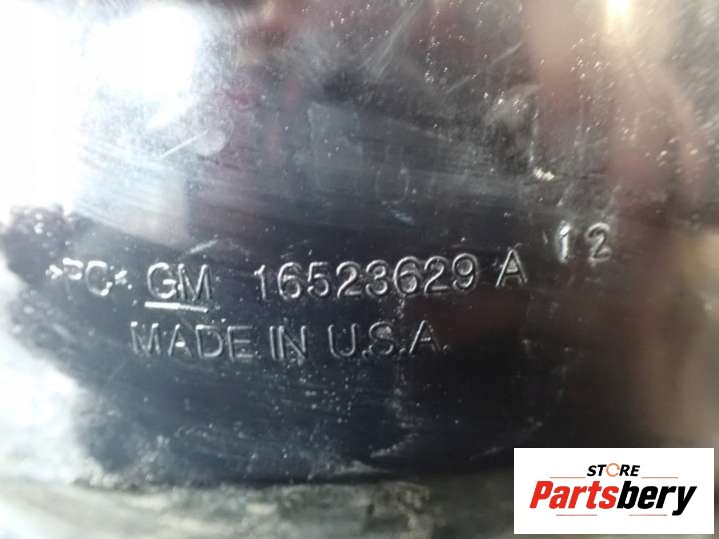 >PC< GM 16523629 A 12
MADE IN U.S.A.
STORE
Partsbery